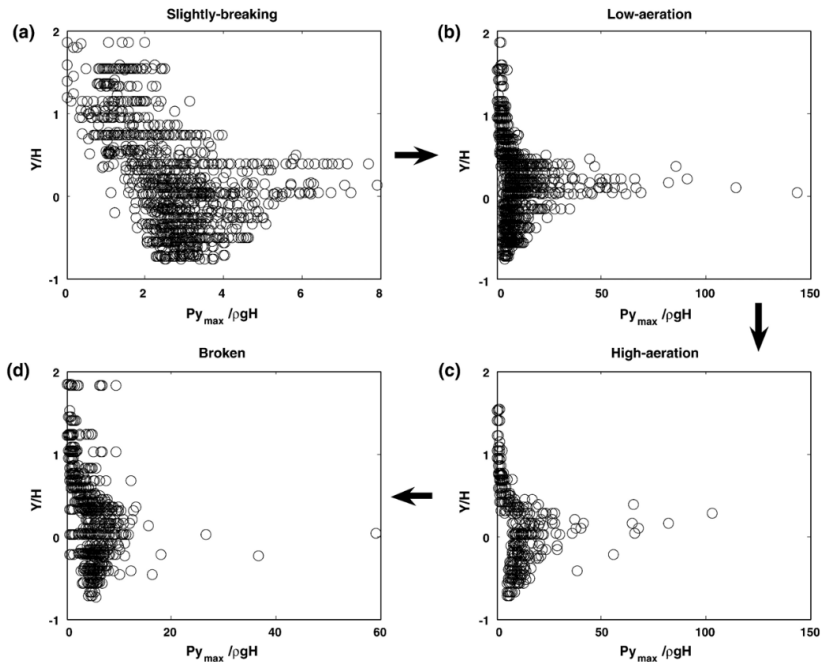 (a) Slightly-breaking
2
1
0
-1
Y/H
0 2 4 6 8
Py_max /ρgH
(b) Low-aeration
2
1
0
-1
Y/H
0 50 100 150
Py_max /ρgH
(d) Broken
2
1
0
-1
Y/H
0 20 40 60
Py_max /ρgH
High-aeration (c)
2
1
0
-1
Y/H
0 50 100 150
Py_max /ρgH